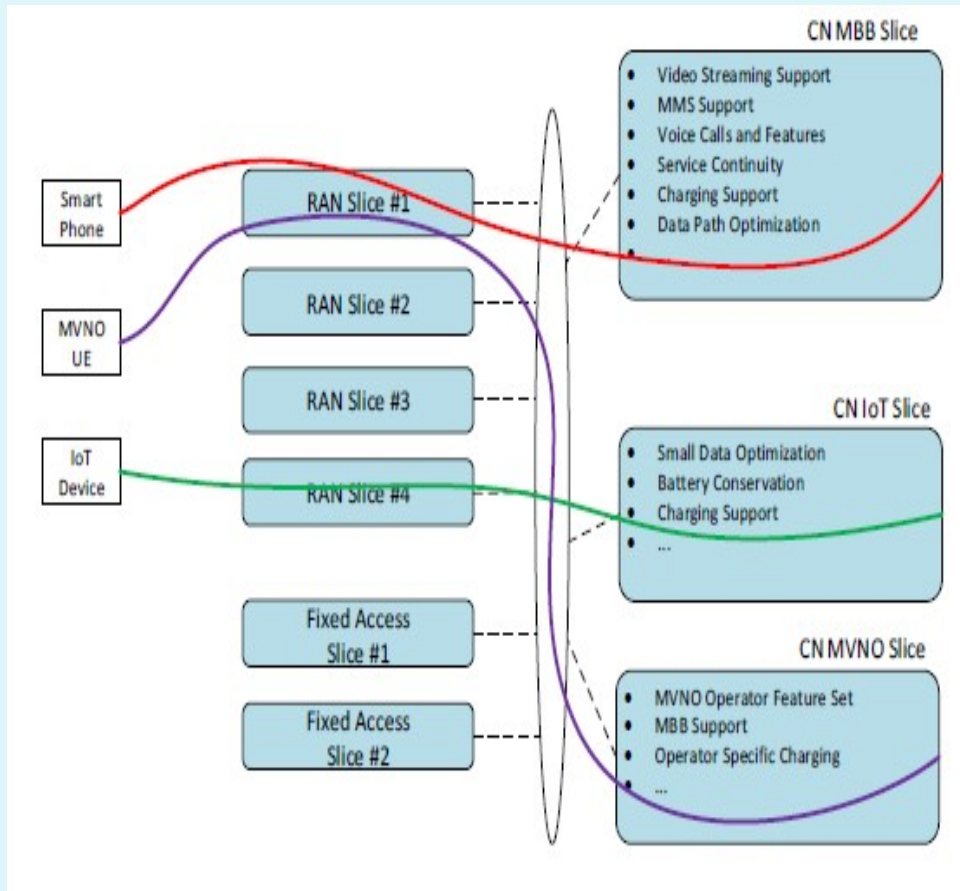 CN MBB Slice
• Video Streaming Support
• MMS Support
• Voice Calls and Features
• Service Continuity
• Charging Support
• Data Path Optimization
•
Smart
Phone
MVNO
UE
IoT
Device
RAN Slice #1
RAN Slice #2
RAN Slice #3
RAN Slice #4
Fixed Access
Slice #1
Fixed Access
Slice #2
CN IoT Slice
• Small Data Optimization
• Battery Conservation
• Charging Support
• ...
CN MVNO Slice
• MVNO Operator Feature Set
• MBB Support
• Operator Specific Charging
• ...